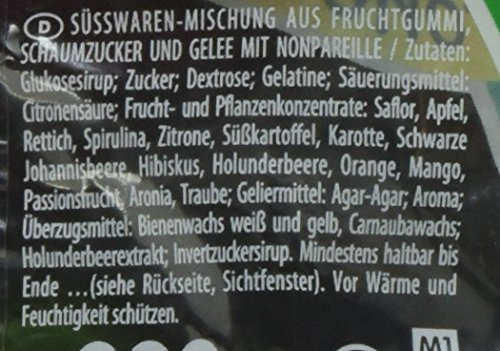 D SÜSSWAREN-MISCHUNG AUS FRUCHTGUMMI,
SCHAUMZUCKER UND GELEE MIT NONPAREILLE / Zutaten:
Glukosesirup; Zucker; Dextrose; Gelatine; Säuerungsmittel:
Citronensäure; Frucht- und Pflanzenkonzentrate: Saflor, Apfel,
Rettich, Spirulina, Zitrone, Süßkartoffel, Karotte, Schwarze
Johannisbeere, Hibiskus, Holunderbeere, Orange, Mango,
Passionsfrucht, Aronia, Traube; Geliermittel: Agar-Agar; Aroma;
Überzugsmittel: Bienenwachs weiß und gelb, Carnaubawachs;
Holunderbeerextrakt; Invertzuckersirup. Mindestens haltbar bis
Ende ...(siehe Rückseite, Sichtfenster). Vor Wärme und
Feuchtigkeit schützen.
M1